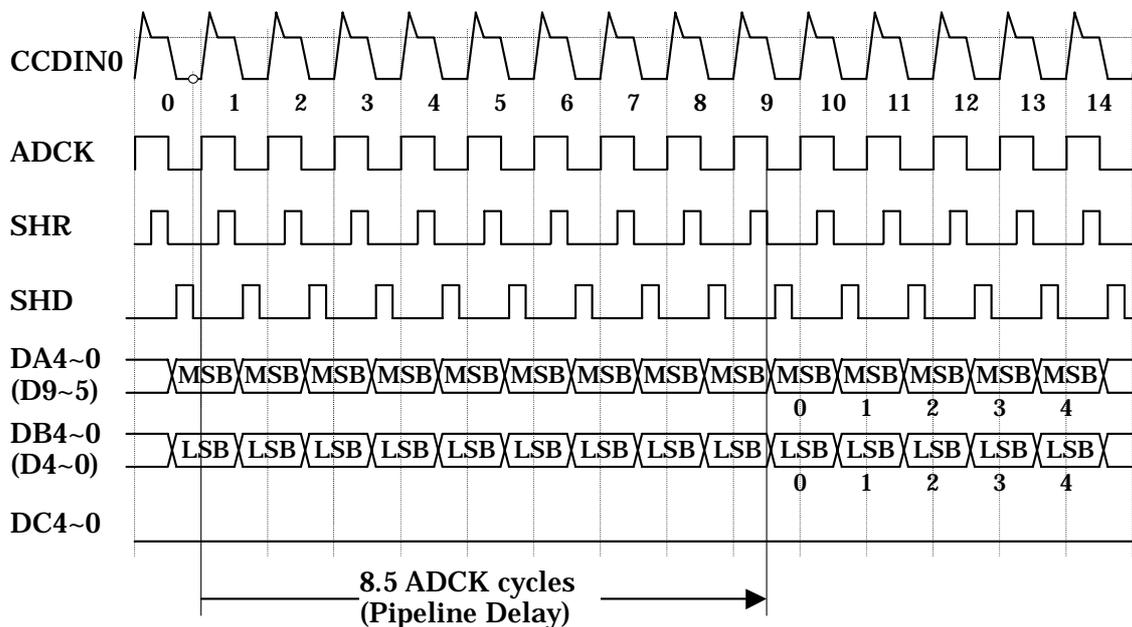 CCDIN0
0 1 2 3 4 5 6 7 8 9 10 11 12 13 14
ADCK
SHR
SHD
DA4~0
(D9~5)
MSB MSB MSB MSB MSB MSB MSB MSB MSB MSB MSB MSB MSB MSB
0 1 2 3 4
DB4~0
(D4~0)
LSB LSB LSB LSB LSB LSB LSB LSB LSB LSB LSB LSB LSB LSB
0 1 2 3 4
DC4~0
8.5 ADCK cycles
(Pipeline Delay)